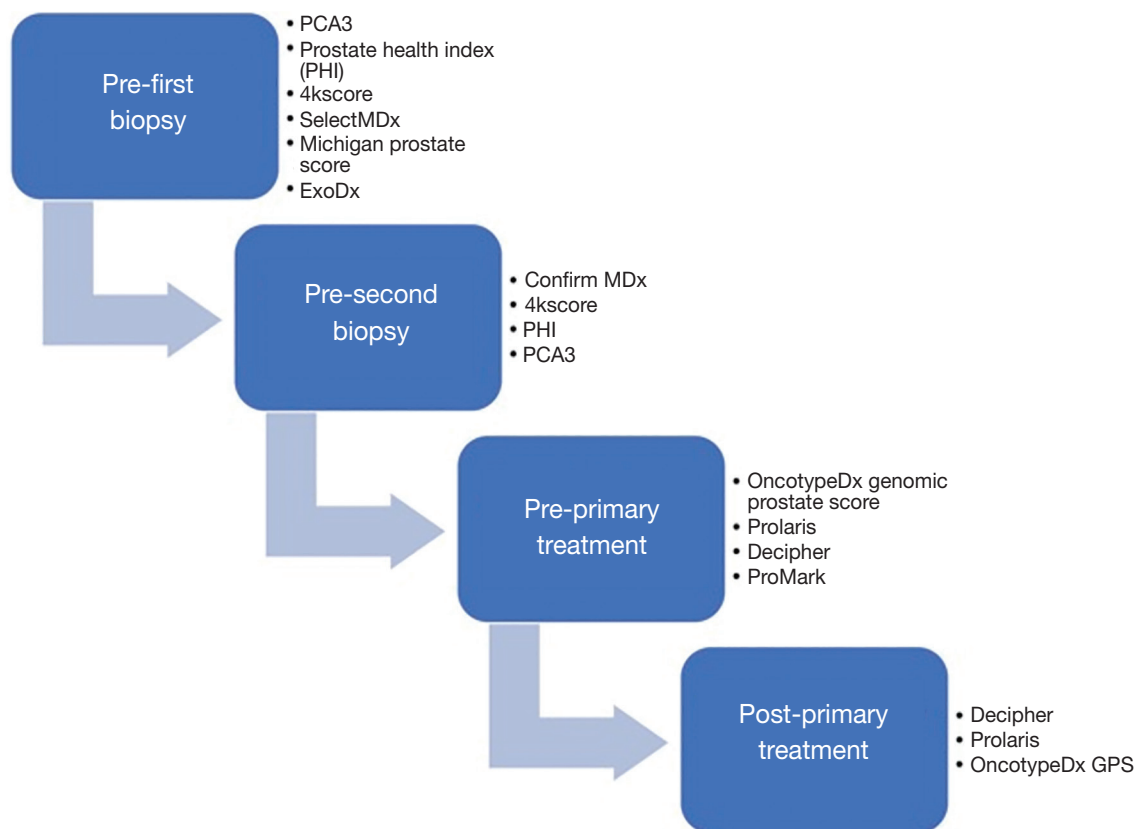 Pre-first
biopsy
• PCA3
• Prostate health index
(PHI)
• 4kscore
• SelectMDx
• Michigan prostate
score
• ExoDx
Pre-second
biopsy
• Confirm MDx
• 4kscore
• PHI
• PCA3
Pre-primary
treatment
• OncotypeDx genomic
prostate score
• Prolaris
• Decipher
• ProMark
Post-primary
treatment
• Decipher
• Prolaris
• OncotypeDx GPS